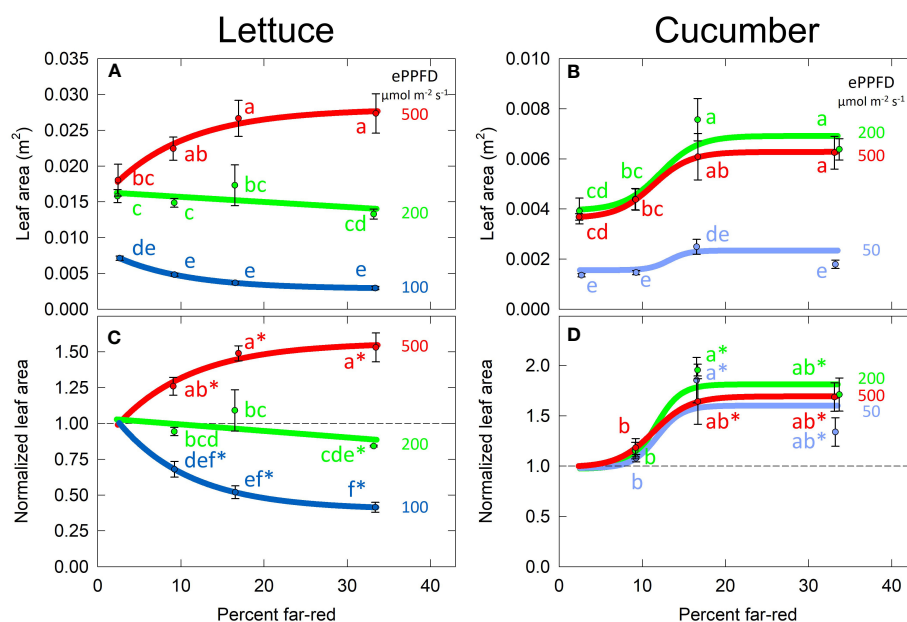 Lettuce
Cucumber
A
ePPFD
μmol m-2 s-1
500
200
100
0.035
0.030
0.025
0.020
0.015
0.010
0.005
0.000
Leaf area (m2)
bc
ab
a
a
c
c
bc
cd
de
e
e
e
B
ePPFD
μmol m-2 s-1
200
500
50
0.010
0.008
0.006
0.004
0.002
0.000
Leaf area (m2)
cd
bc
a
a
cd
bc
ab
a
e
e
de
e
C
500
200
100
1.50
1.25
1.00
0.75
0.50
0.25
0.00
Normalized leaf area
ab*
a*
a*
bcd
bc
cde*
def*
ef*
f*
0
10
20
30
40
Percent far-red
D
200
500
50
2.0
1.5
1.0
0.5
0.0
Normalized leaf area
b
b
b
a*
a*
ab*
ab*
ab*
ab*
0
10
20
30
40
Percent far-red